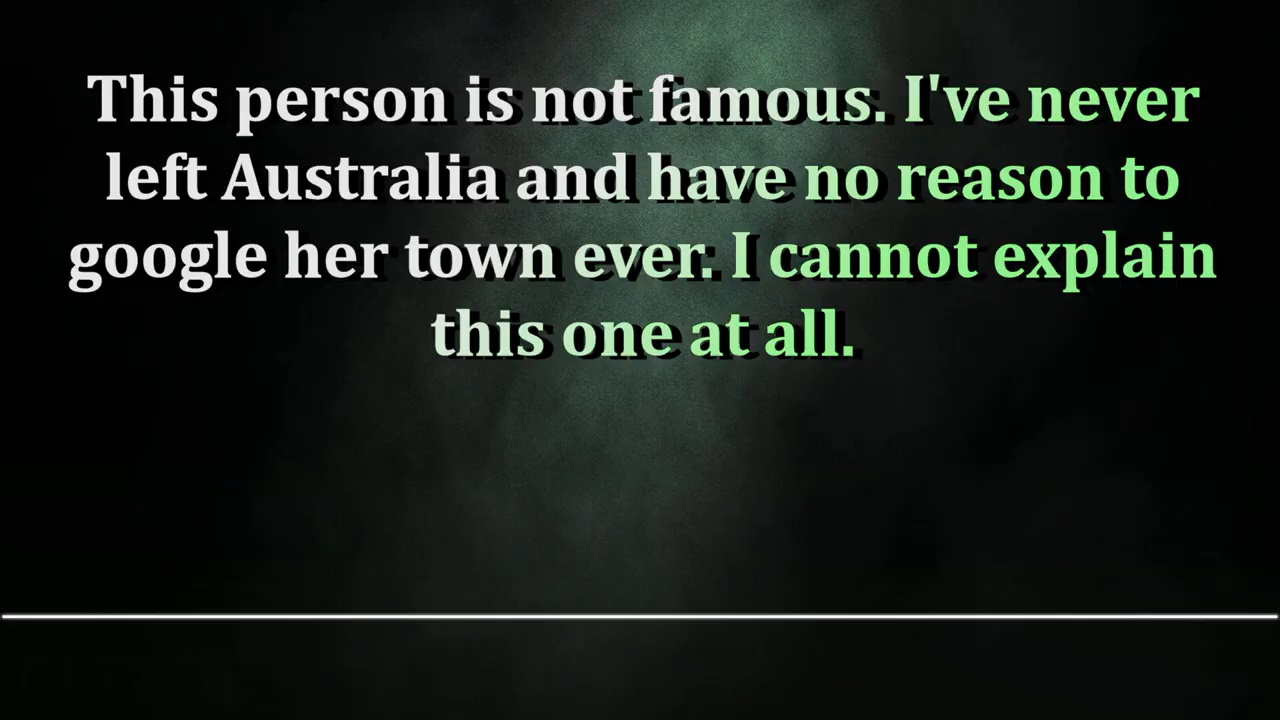 This person is not famous. I've never
left Australia and have no reason to
google her town ever. I cannot explain
this one at all.